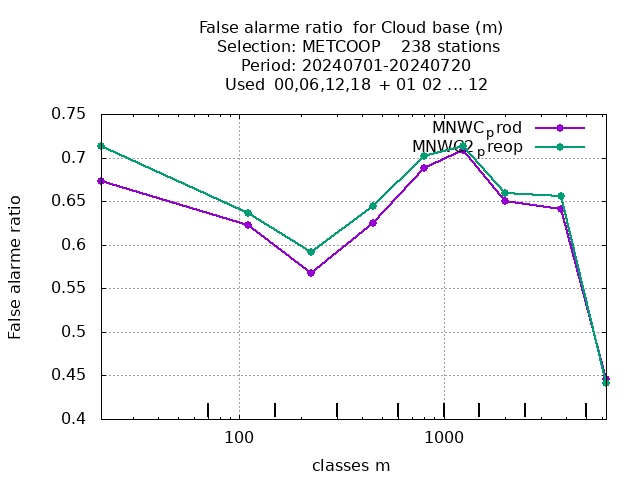 False alarme ratio  for Cloud base (m)
Selection: METCOOP    238 stations
Period: 20240701-20240720
Used  00,06,12,18 + 01 02 ... 12
MNWC_prod
MNWC2_preop
0.75
0.7
0.65
0.6
0.55
0.5
0.45
0.4
False alarme ratio
100
1000
classes m